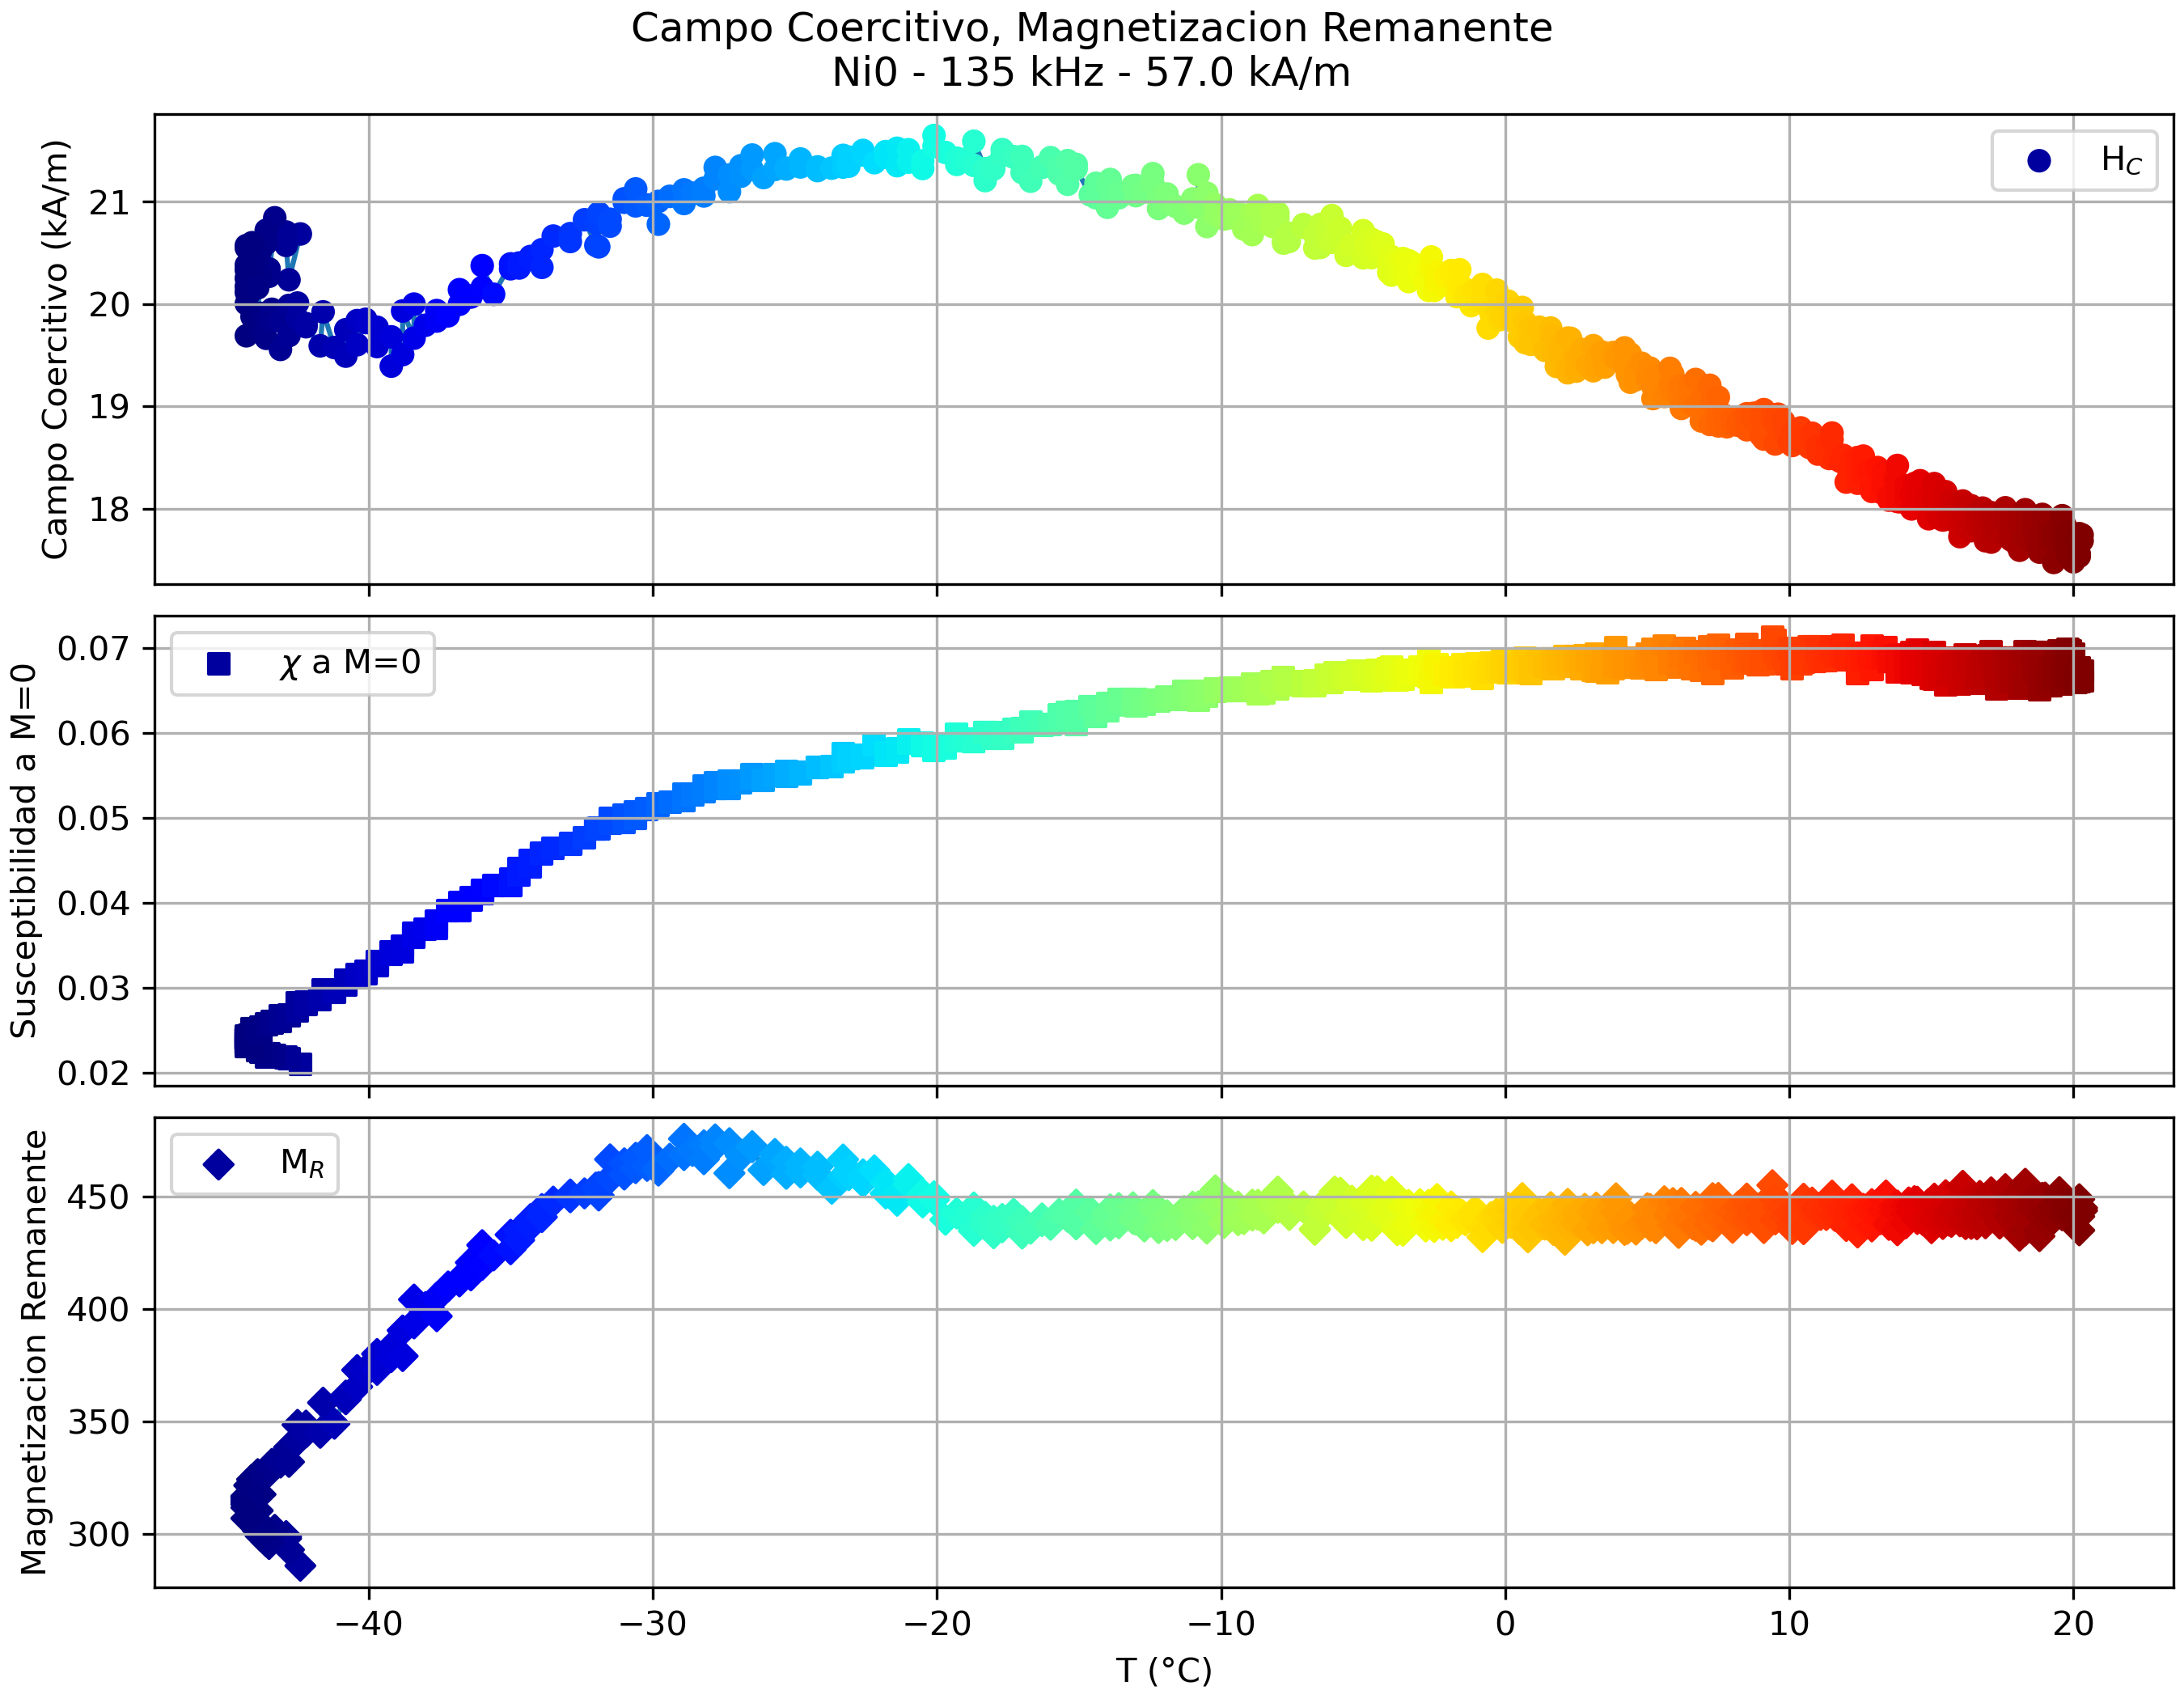 Campo Coercitivo, Magnetizacion Remanente
Ni0 - 135 kHz - 57.0 kA/m
Campo Coercitivo (kA/m)
21
20
19
18
H_C
Susceptibilidad a M=0
0.07
0.06
0.05
0.04
0.03
0.02
χ a M=0
Magnetizacion Remanente
450
400
350
300
M_R
−40 −30 −20 −10 0 10 20
T (°C)